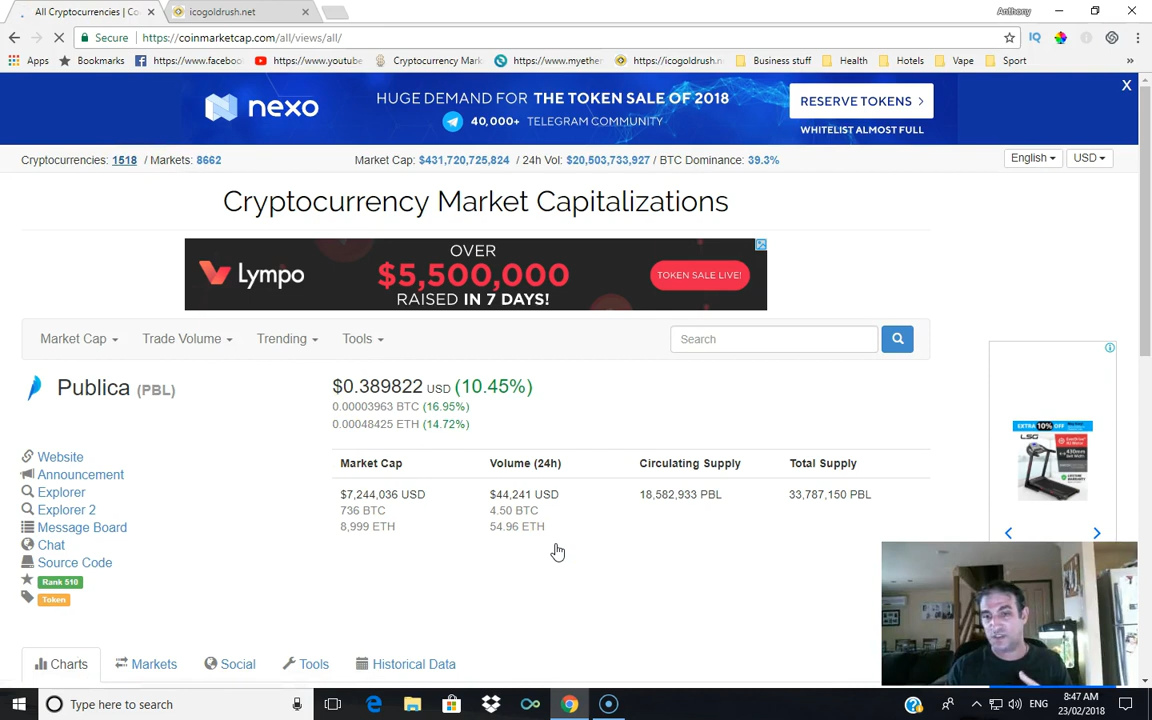 All Cryptocurrencies | Co
icogoldrush.net
Anthony
Secure
https://coinmarketcap.com/all/views/all/
Apps
Bookmarks
https://www.faceboo
https://www.youtube
Cryptocurrency Mark
https://www.myether
https://icogoldrush.n
Business stuff
Health
Hotels
Vape
Sport
nexo
HUGE DEMAND FOR THE TOKEN SALE OF 2018
40,000+ TELEGRAM COMMUNITY
RESERVE TOKENS
WHITELIST ALMOST FULL
X
Cryptocurrencies: 1518 / Markets: 8662
Market Cap: $431,720,725,824 / 24h Vol: $20,503,733,927 / BTC Dominance: 39.3%
English
USD
Cryptocurrency Market Capitalizations
Lympo
OVER
$5,500,000
RAISED IN 7 DAYS!
TOKEN SALE LIVE!
Market Cap
Trade Volume
Trending
Tools
Search
Publica (PBL)
$0.389822 USD (10.45%)
0.00003963 BTC (16.95%)
0.00048425 ETH (14.72%)
Website
Announcement
Explorer
Explorer 2
Message Board
Chat
Source Code
Rank 510
Token
Market Cap
Volume (24h)
Circulating Supply
Total Supply
$7,244,036 USD
$44,241 USD
18,582,933 PBL
33,787,150 PBL
736 BTC
4.50 BTC
8,999 ETH
54.96 ETH
EXTRA 10% OFF
LSG
430mm
Charts
Markets
Social
Tools
Historical Data
Type here to search
ENG
8:47 AM
23/02/2018